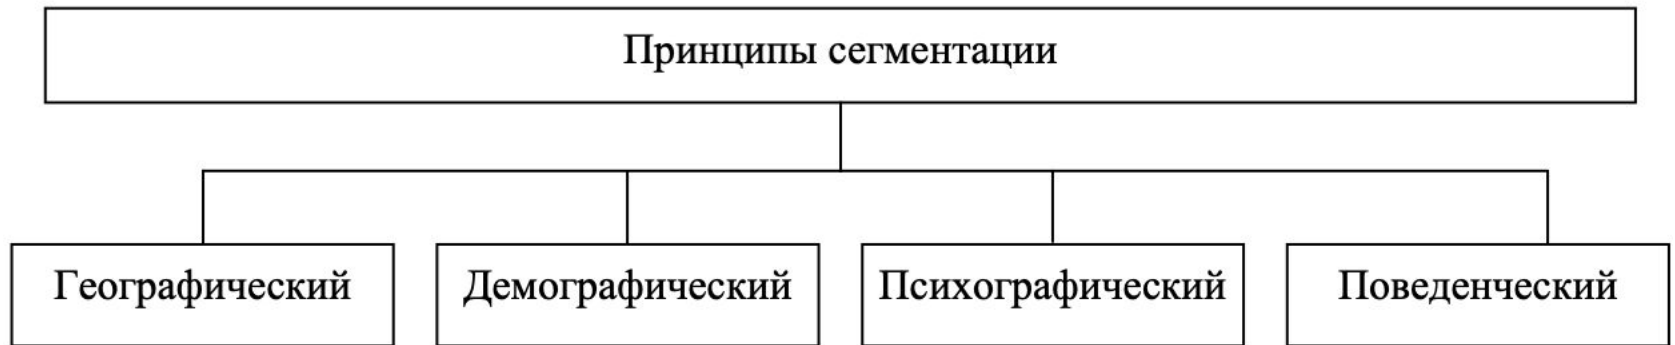 Принципы сегментации
Географический
Демографический
Психографический
Поведенческий